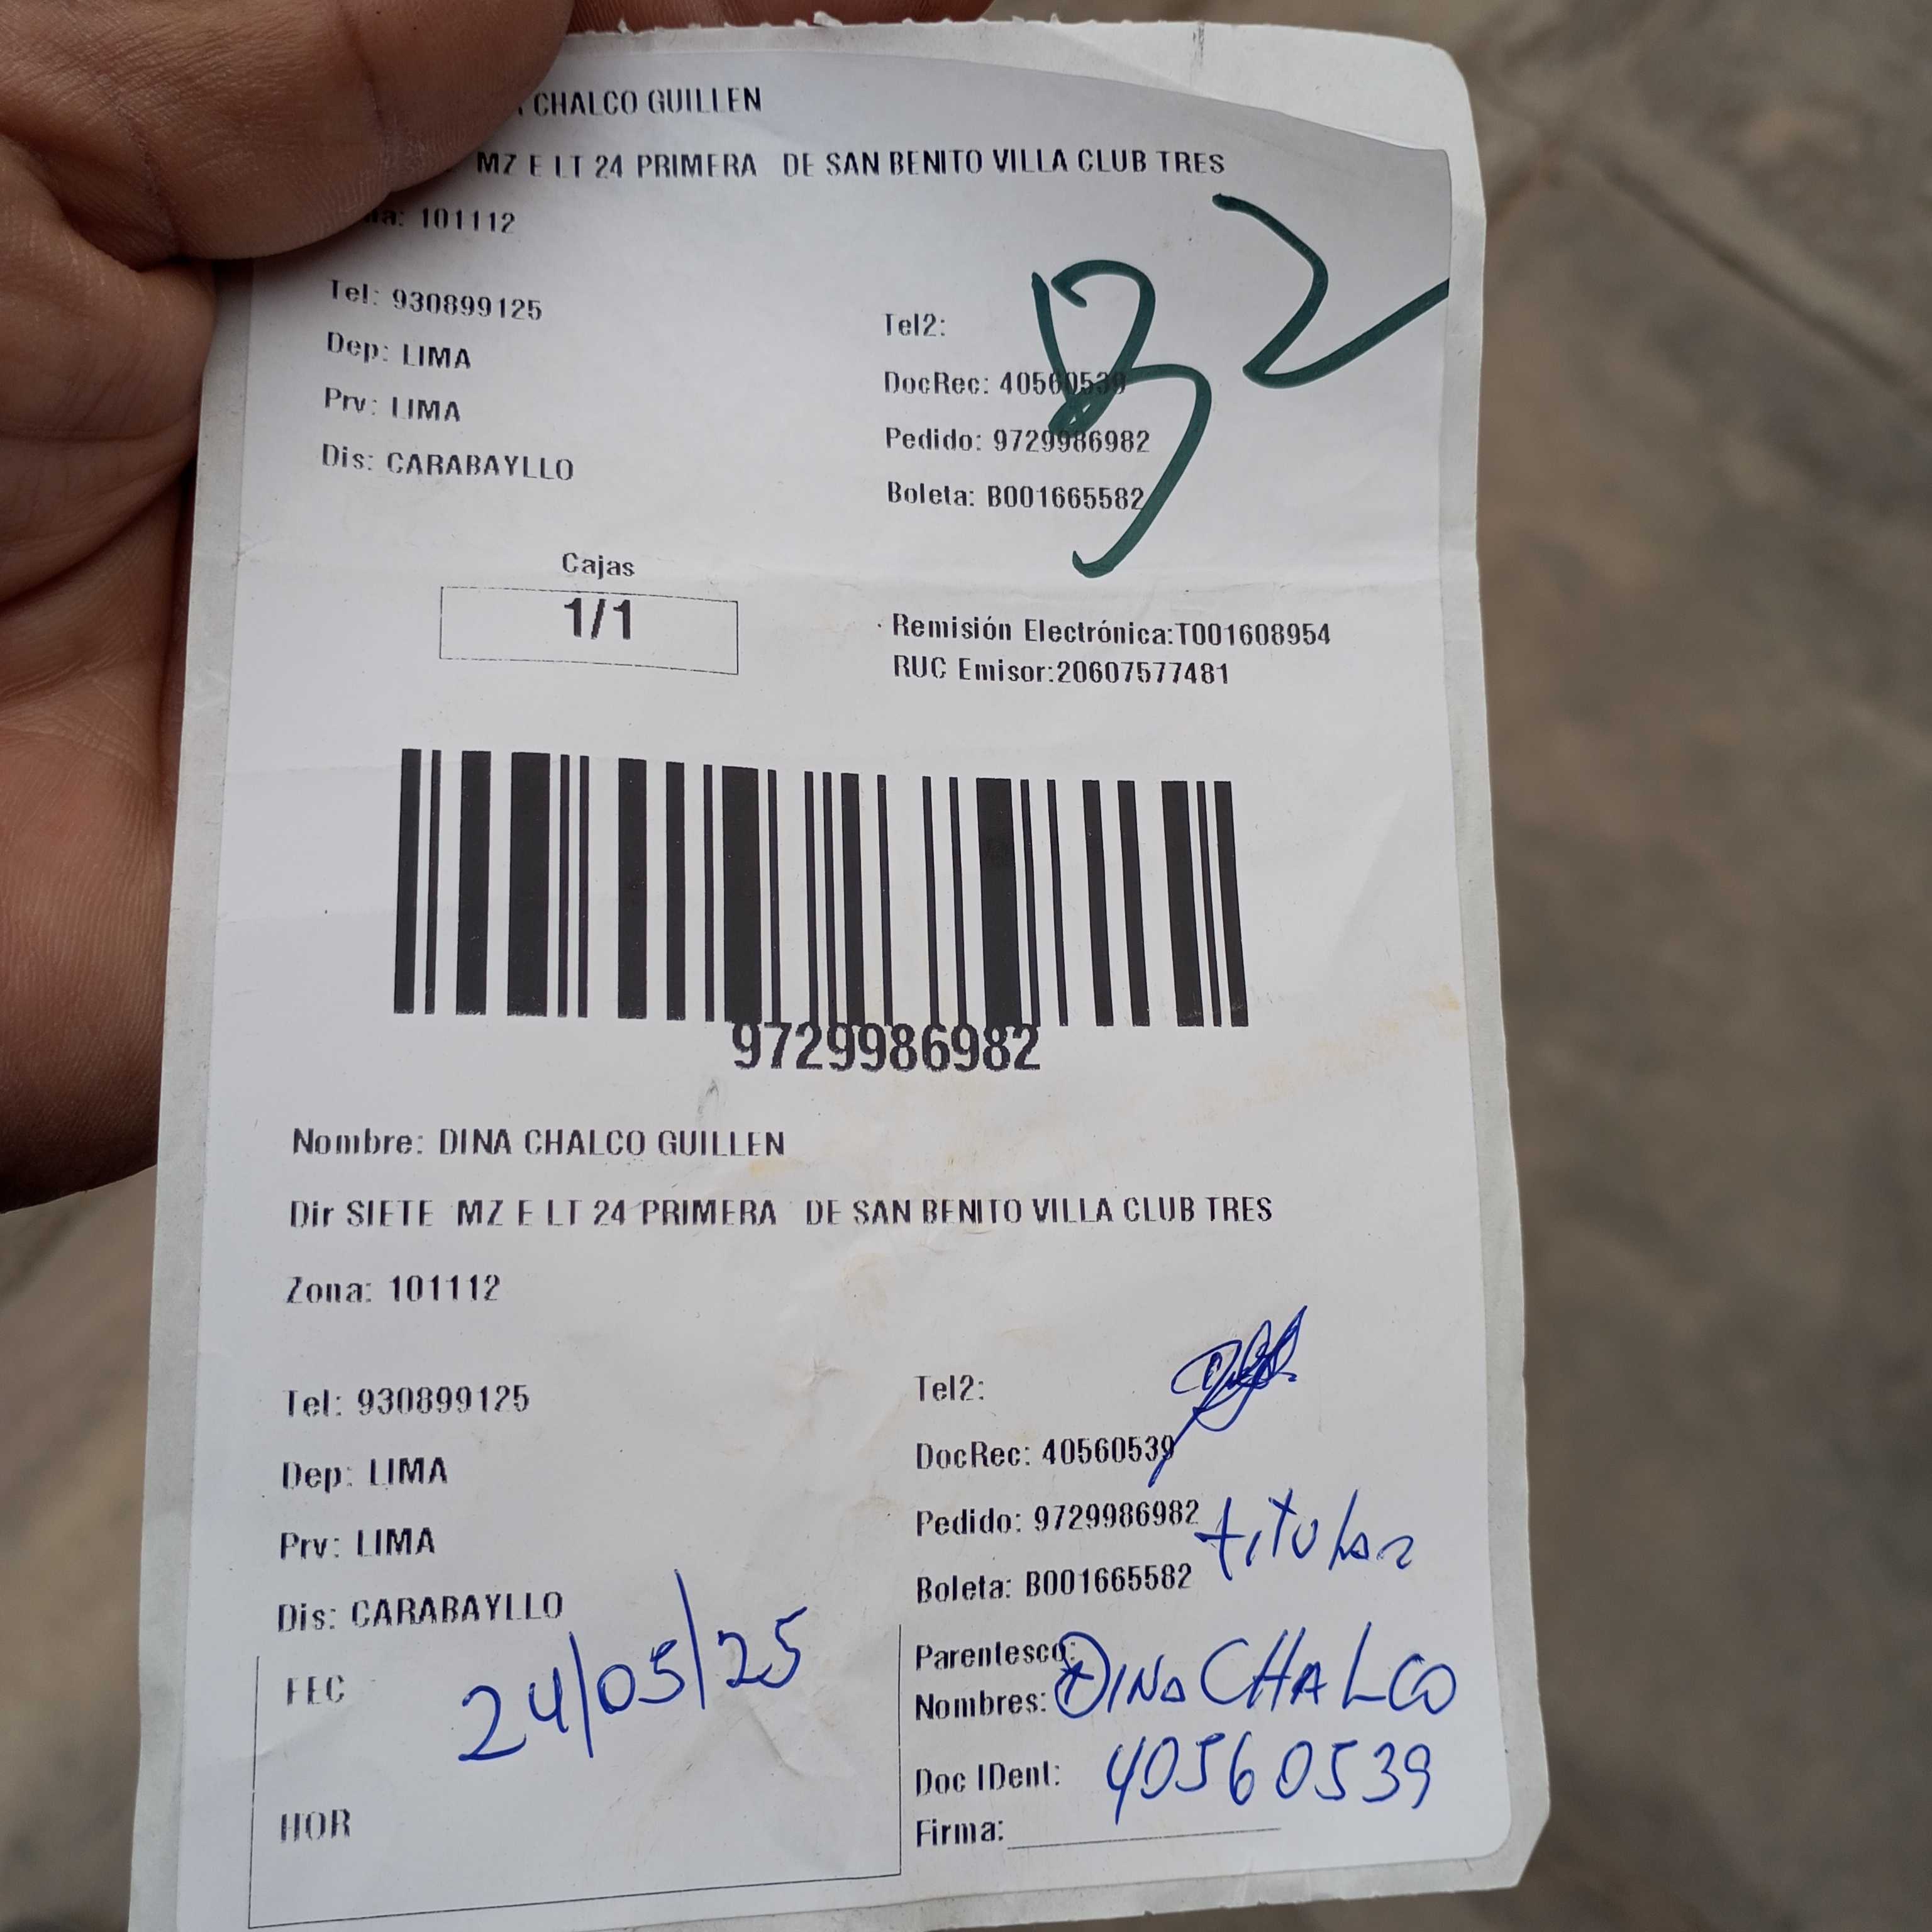 CHALCO GUILLEN
MZ E LT 24 PRIMERA DE SAN BENITO VILLA CLUB TRES
na: 101112
Tel: 930899125
Tel2:
Dep: LIMA
DocRec: 40560539
Prv: LIMA
Pedido: 9729986982
Dis: CARABAYLLO
Boleta: B001665582
32
Cajas
1/1
Remisión Electrónica:T001608954
RUC Emisor:20607577481
9729986982
Nombre: DINA CHALCO GUILLEN
Dir SIETE MZ E LT 24 PRIMERA DE SAN BENITO VILLA CLUB TRES
Zona: 101112
Tel: 930899125
Tel2:
Dep: LIMA
DocRec: 40560539
Prv: LIMA
Pedido: 9729986982
titular
Dis: CARABAYLLO
Boleta: B001665582
FEC 24/05/25
HOR
Parentesco:
Nombres: DINA CHALCO
Doc IDent: 40560539
Firma: